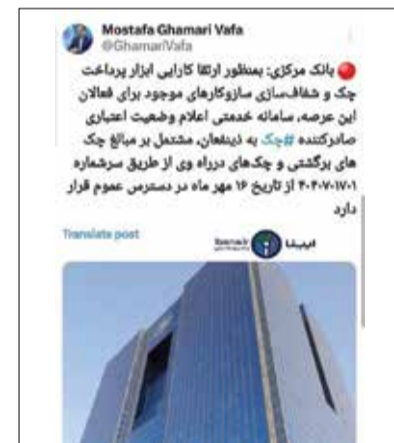 Mostafa Ghamari Vafa
@GhamariVafa
بانک مرکزی: بمنظور ارتقا کارایی ابزار پرداخت
چک و شفاف‌سازی سازوکارهای موجود برای فعالان
این عرصه، سامانه خدمتی اعلام وضعیت اعتباری
صادرکننده #چک به ذینفعان، مشتمل بر مبالغ چک
های برگشتی و چک‌های درراه وی از طریق سرشماره
۴۰۴۰۷۰۱۷۰۱ از تاریخ ۱۶ مهر ماه در دسترس عموم قرار
دارد
Translate post
ایبِنا